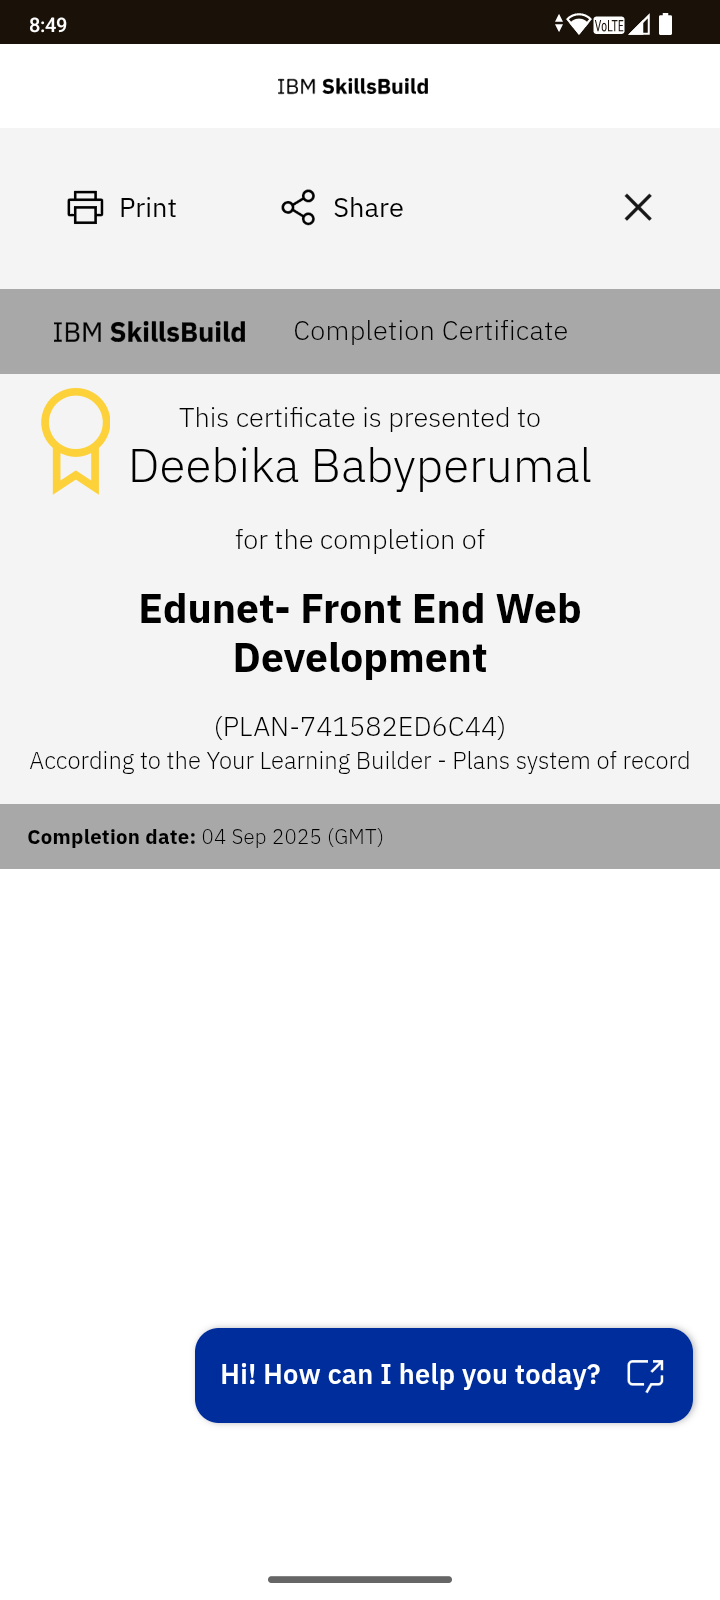 8:49
VoLTE
IBM SkillsBuild
Print
Share
IBM SkillsBuild
Completion Certificate
This certificate is presented to
Deebika Babyperumal
for the completion of
Edunet- Front End Web
Development
(PLAN-741582ED6C44)
According to the Your Learning Builder - Plans system of record
Completion date: 04 Sep 2025 (GMT)
Hi! How can I help you today?